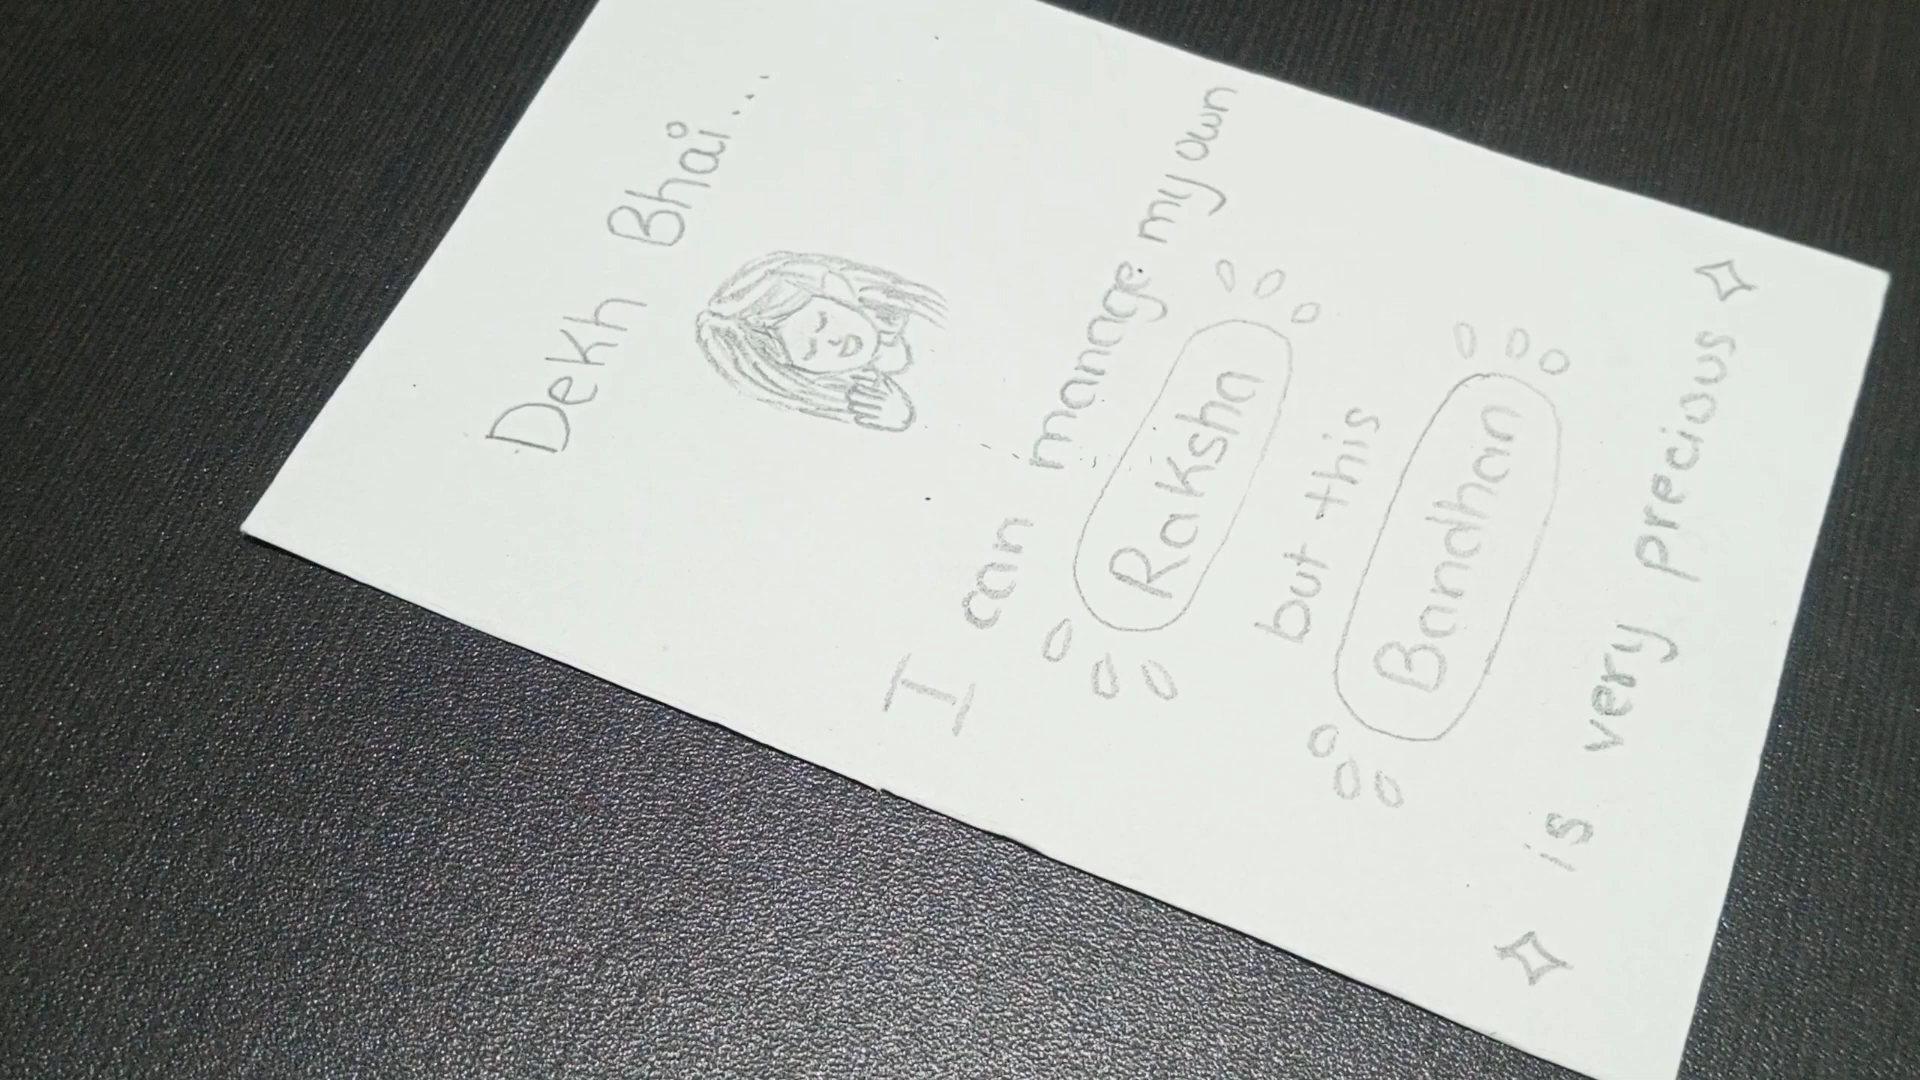 Dekh Bhai...
I can manage my own
Raksha
but this
Bandhan
is very precious